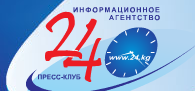 ИНФОРМАЦИОННОЕ
АГЕНТСТВО
24
www.24.kg
ПРЕСС-КЛУБ